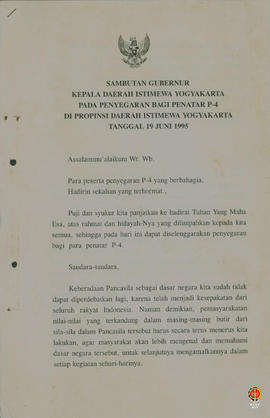 SAMBUTAN GUBERNUR
KEPALA DAERAH ISTIMEWA YOGYAKARTA
PADA PENYEGARAN BAGI PENATAR P-4
DI PROPINSI DAERAH ISTIMEWA YOGYAKARTA
TANGGAL 19 JUNI 1995
Assalammu'alaikum Wr. Wb.
Para peserta penyegaran P-4 yang berbahagia,
Hadirin sekalian yang terhormat.,
Puji dan syukur kita panjatkan ke hadirat Tuhan Yang Maha
Esa, atas rahmat dan hidayah-Nya yang dilimpahkan kepada kita
semua, sehingga pada hari ini dapat diselenggarakan penyegaran
bagi para penatar P-4.
Saudara-saudara,
Keberadaan Pancasila sebagai dasar negara kita sudah tidak
dapat diperdebatkan lagi, karena telah menjadi kesepakatan dari
seluruh rakyat Indonesia. Namun demikian, pemasyarakatan
nilai-nilai yang terkandung dalam masing-masing butir dari
sila-sila dalam Pancasila tersebut harus secara terus menerus kita
lakukan, agar masyarakat akan lebih mengenal dan memahami
dasar negara tersebut, untuk selanjutnya mengamalkannya dalam
setiap kegiatan sehari-harinya.